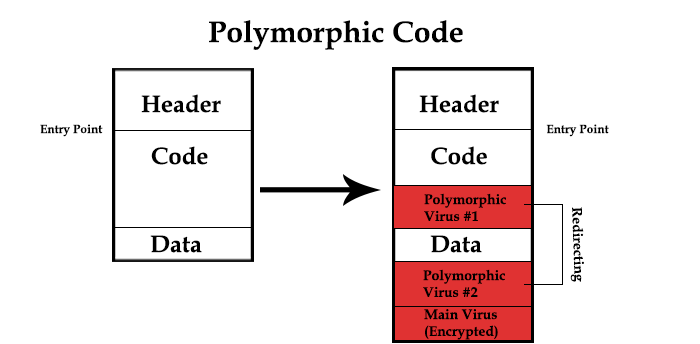 Polymorphic Code
Header
Entry Point
Code
Data
Header
Entry Point
Code
Polymorphic
Virus #1
Data
Polymorphic
Virus #2
Main Virus
(Encrypted)
Redirecting